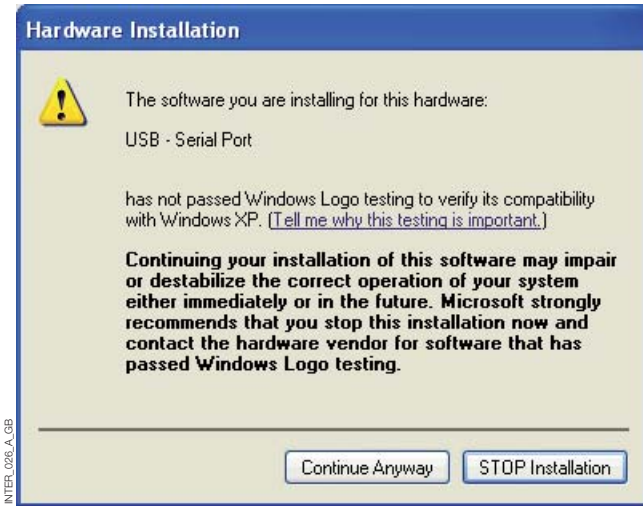 Hardware Installation
The software you are installing for this hardware:
USB - Serial Port
has not passed Windows Logo testing to verify its compatibility
with Windows XP. (Tell me why this testing is important.)
Continuing your installation of this software may impair
or destabilize the correct operation of your system
either immediately or in the future. Microsoft strongly
recommends that you stop this installation now and
contact the hardware vendor for software that has
passed Windows Logo testing.
Continue Anyway
STOP Installation
INTER_026_A_GB